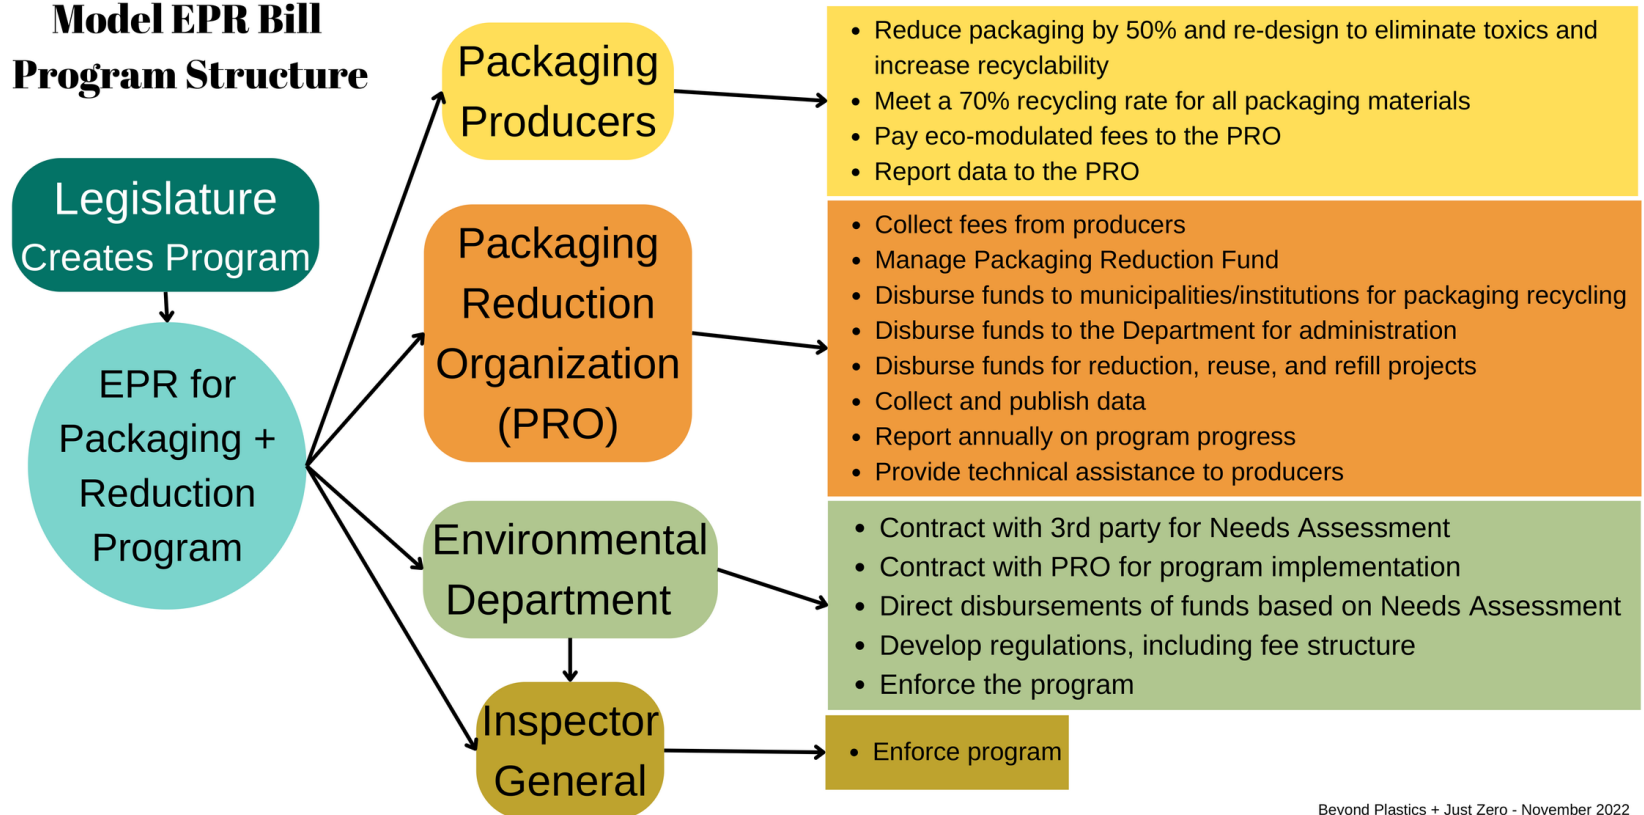 Model EPR Bill
Program Structure
Legislature
Creates Program
EPR for
Packaging +
Reduction
Program
Packaging
Producers
• Reduce packaging by 50% and re-design to eliminate toxics and
increase recyclability
• Meet a 70% recycling rate for all packaging materials
• Pay eco-modulated fees to the PRO
• Report data to the PRO
Packaging
Reduction
Organization
(PRO)
• Collect fees from producers
• Manage Packaging Reduction Fund
• Disburse funds to municipalities/institutions for packaging recycling
• Disburse funds to the Department for administration
• Disburse funds for reduction, reuse, and refill projects
• Collect and publish data
• Report annually on program progress
• Provide technical assistance to producers
Environmental
Department
• Contract with 3rd party for Needs Assessment
• Contract with PRO for program implementation
• Direct disbursements of funds based on Needs Assessment
• Develop regulations, including fee structure
• Enforce the program
Inspector
General
• Enforce program
Beyond Plastics + Just Zero - November 2022